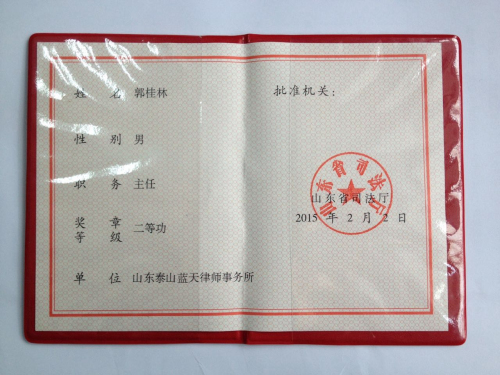 姓 名 郭桂林
性 别 男
职 务 主任
奖 章
等 级 二等功
单 位 山东泰山蓝天律师事务所
批准机关：
山东省司法厅
山东省司法厅
2015 年 2 月 2 日